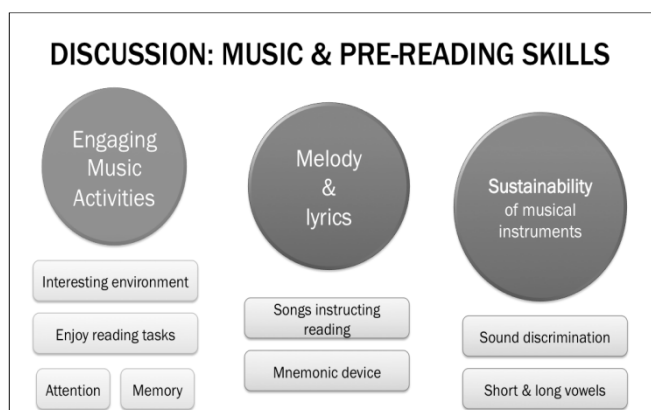 DISCUSSION: MUSIC & PRE-READING SKILLS
Engaging
Music
Activities
Interesting environment
Enjoy reading tasks
Attention
Memory
Melody
&
lyrics
Songs instructing
reading
Mnemonic device
Sustainability
of musical
instruments
Sound discrimination
Short & long vowels